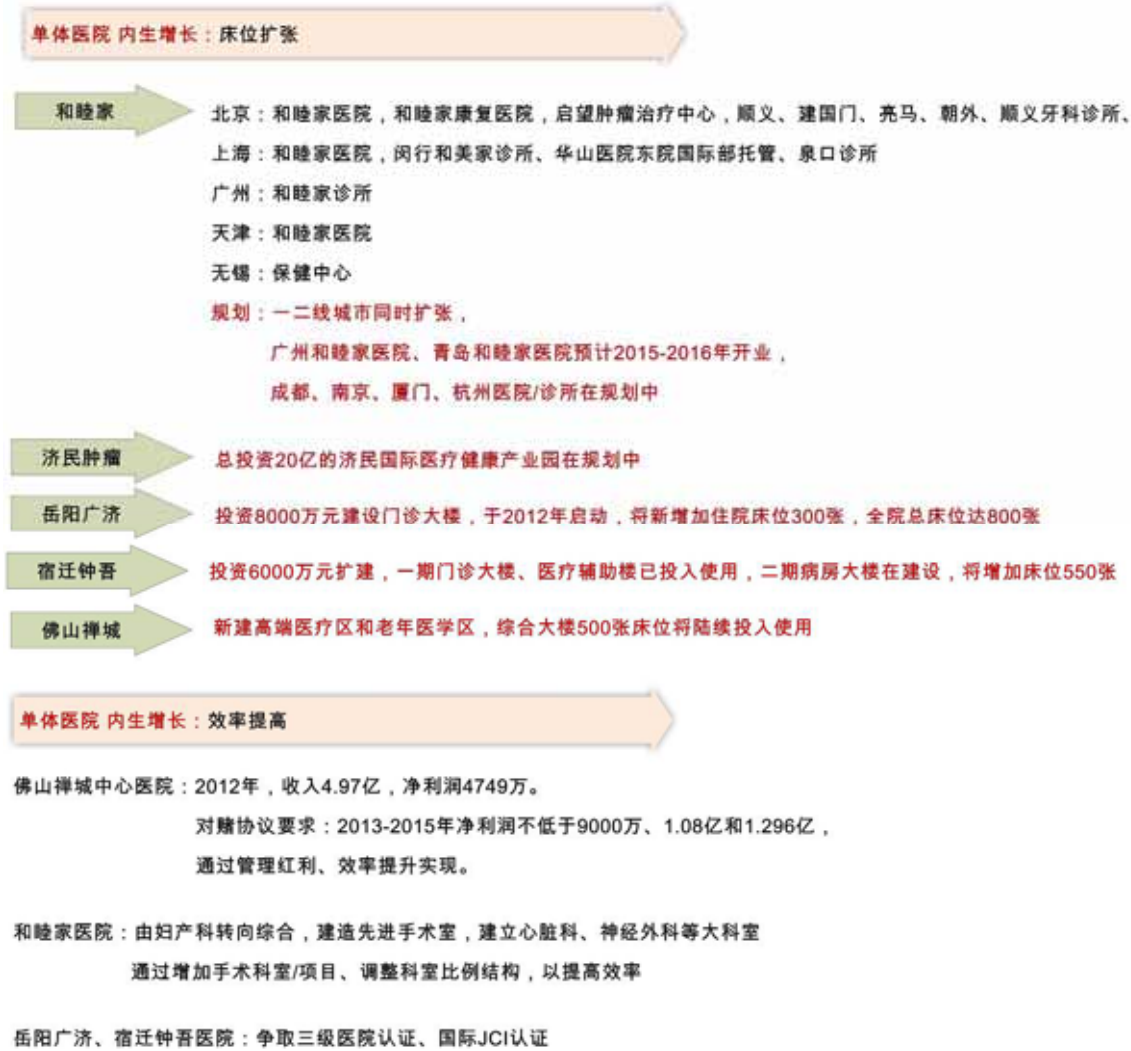 单体医院 内生增长：床位扩张
和睦家
北京：和睦家医院，和睦家康复医院，启望肿瘤治疗中心，顺义、建国门、亮马、朝外、顺义牙科诊所、
上海：和睦家医院，闵行和美家诊所、华山医院东院国际部托管、泉口诊所
广州：和睦家诊所
天津：和睦家医院
无锡：保健中心
规划：一二线城市同时扩张，
广州和睦家医院、青岛和睦家医院预计2015-2016年开业，
成都、南京、厦门、杭州医院/诊所在规划中
济民肿瘤
总投资20亿的济民国际医疗健康产业园在规划中
岳阳广济
投资8000万元建设门诊大楼，于2012年启动，将新增加住院床位300张，全院总床位达800张
宿迁钟吾
投资6000万元扩建，一期门诊大楼、医疗辅助楼已投入使用，二期病房大楼在建设，将增加床位550张
佛山禅城
新建高端医疗区和老年医学区，综合大楼500张床位将陆续投入使用
单体医院 内生增长：效率提高
佛山禅城中心医院：2012年，收入4.97亿，净利润4749万。
对赌协议要求：2013-2015年净利润不低于9000万、1.08亿和1.296亿，
通过管理红利、效率提升实现。
和睦家医院：由妇产科转向综合，建造先进手术室，建立心脏科、神经外科等大科室
通过增加手术科室/项目、调整科室比例结构，以提高效率
岳阳广济、宿迁钟吾医院：争取三级医院认证、国际JCI认证